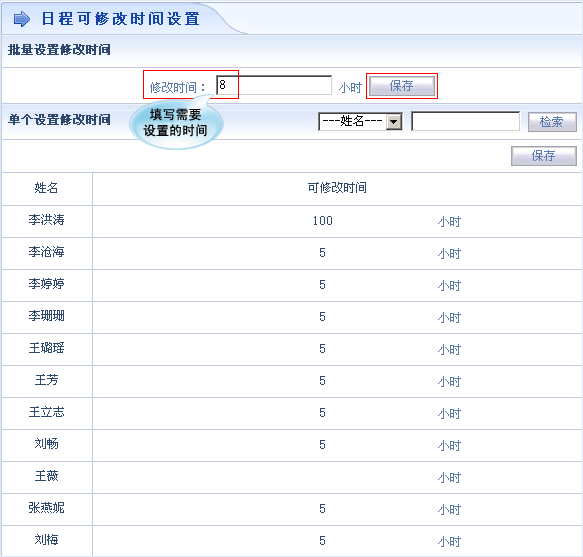 日程可修改时间设置
批量设置修改时间
修改时间： 8 小时 保存
填写需要
设置的时间
单个设置修改时间 ---姓名--- 检索
保存
姓名 可修改时间
李洪涛 100 小时
李沧海 5 小时
李婷婷 5 小时
李珊珊 5 小时
王璐瑶 5 小时
王芳 5 小时
王立志 5 小时
刘畅 5 小时
王薇 小时
张燕妮 5 小时
刘梅 5 小时